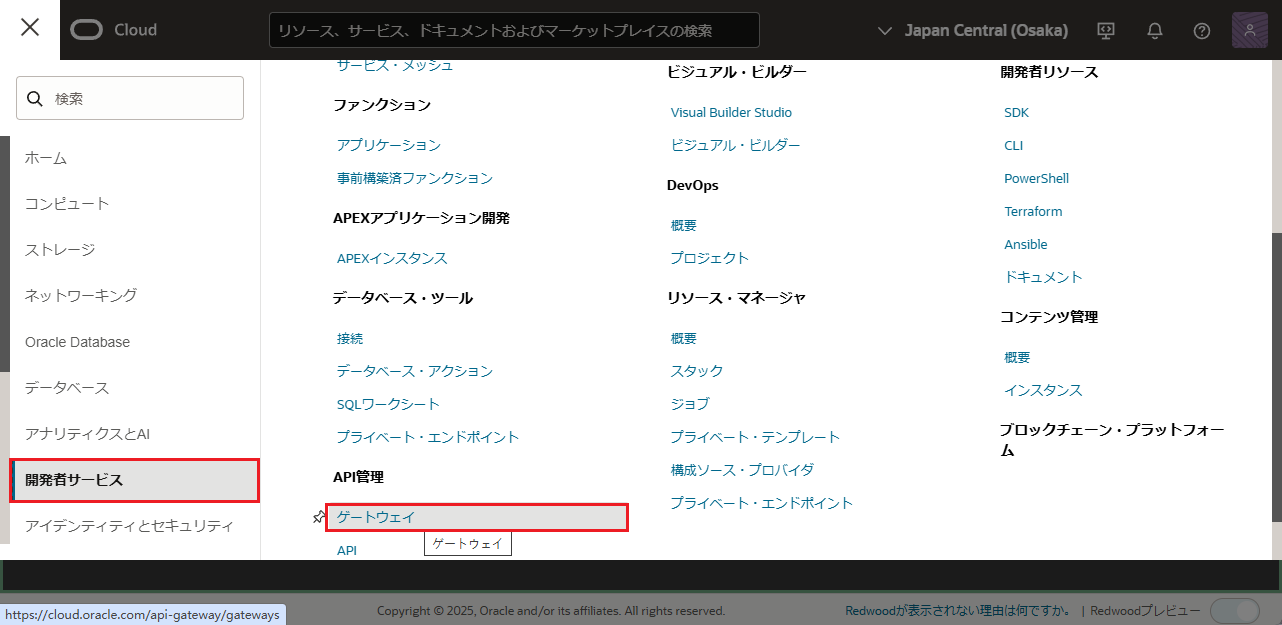 Cloud
リソース、サービス、ドキュメントおよびマーケットプレイスの検索
Japan Central (Osaka)
検索
ホーム
コンピュート
ストレージ
ネットワーキング
Oracle Database
データベース
アナリティクスとAI
開発者サービス
アイデンティティとセキュリティ
サービス・メッシュ
ファンクション
アプリケーション
事前構築済ファンクション
APEXアプリケーション開発
APEXインスタンス
データベース・ツール
接続
データベース・アクション
SQLワークシート
プライベート・エンドポイント
API管理
ゲートウェイ
ゲートウェイ
API
ビジュアル・ビルダー
Visual Builder Studio
ビジュアル・ビルダー
DevOps
概要
プロジェクト
リソース・マネージャ
概要
スタック
ジョブ
プライベート・テンプレート
構成ソース・プロバイダ
プライベート・エンドポイント
開発者リソース
SDK
CLI
PowerShell
Terraform
Ansible
ドキュメント
コンテンツ管理
概要
インスタンス
ブロックチェーン・プラットフォー
ム
https://cloud.oracle.com/api-gateway/gateways
Copyright © 2025, Oracle and/or its affiliates. All rights reserved.
Redwoodが表示されない理由は何ですか。 | Redwoodプレビュー